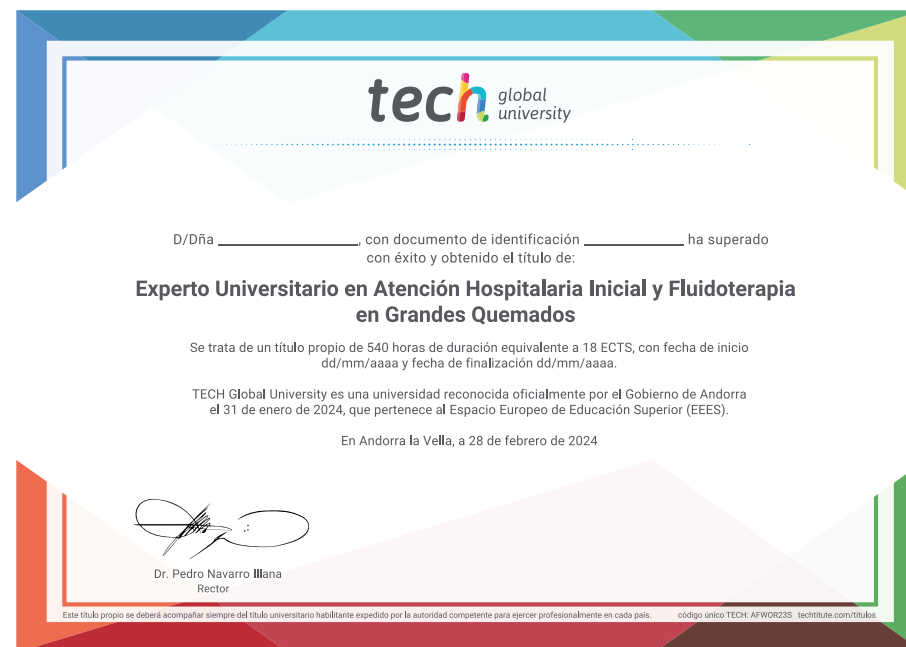 tech global university
D/Dña ____________________, con documento de identificación ______________ ha superado
con éxito y obtenido el título de:
Experto Universitario en Atención Hospitalaria Inicial y Fluidoterapia
en Grandes Quemados
Se trata de un título propio de 540 horas de duración equivalente a 18 ECTS, con fecha de inicio
dd/mm/aaaa y fecha de finalización dd/mm/aaaa.
TECH Global University es una universidad reconocida oficialmente por el Gobierno de Andorra
el 31 de enero de 2024, que pertenece al Espacio Europeo de Educación Superior (EEES).
En Andorra la Vella, a 28 de febrero de 2024
Dr. Pedro Navarro Illana
Rector
Este título propio se deberá acompañar siempre del título universitario habilitante expedido por la autoridad competente para ejercer profesionalmente en cada país. código único TECH: AFWOR23S techtitute.com/titulos